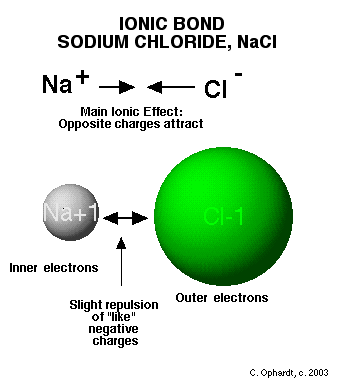 IONIC BOND
SODIUM CHLORIDE, NaCl
Na+ Cl-
Main Ionic Effect:
Opposite charges attract
Na+1 Cl-1
Inner electrons
Outer electrons
Slight repulsion
of "like"
negative
charges
C. Ophardt, c. 2003